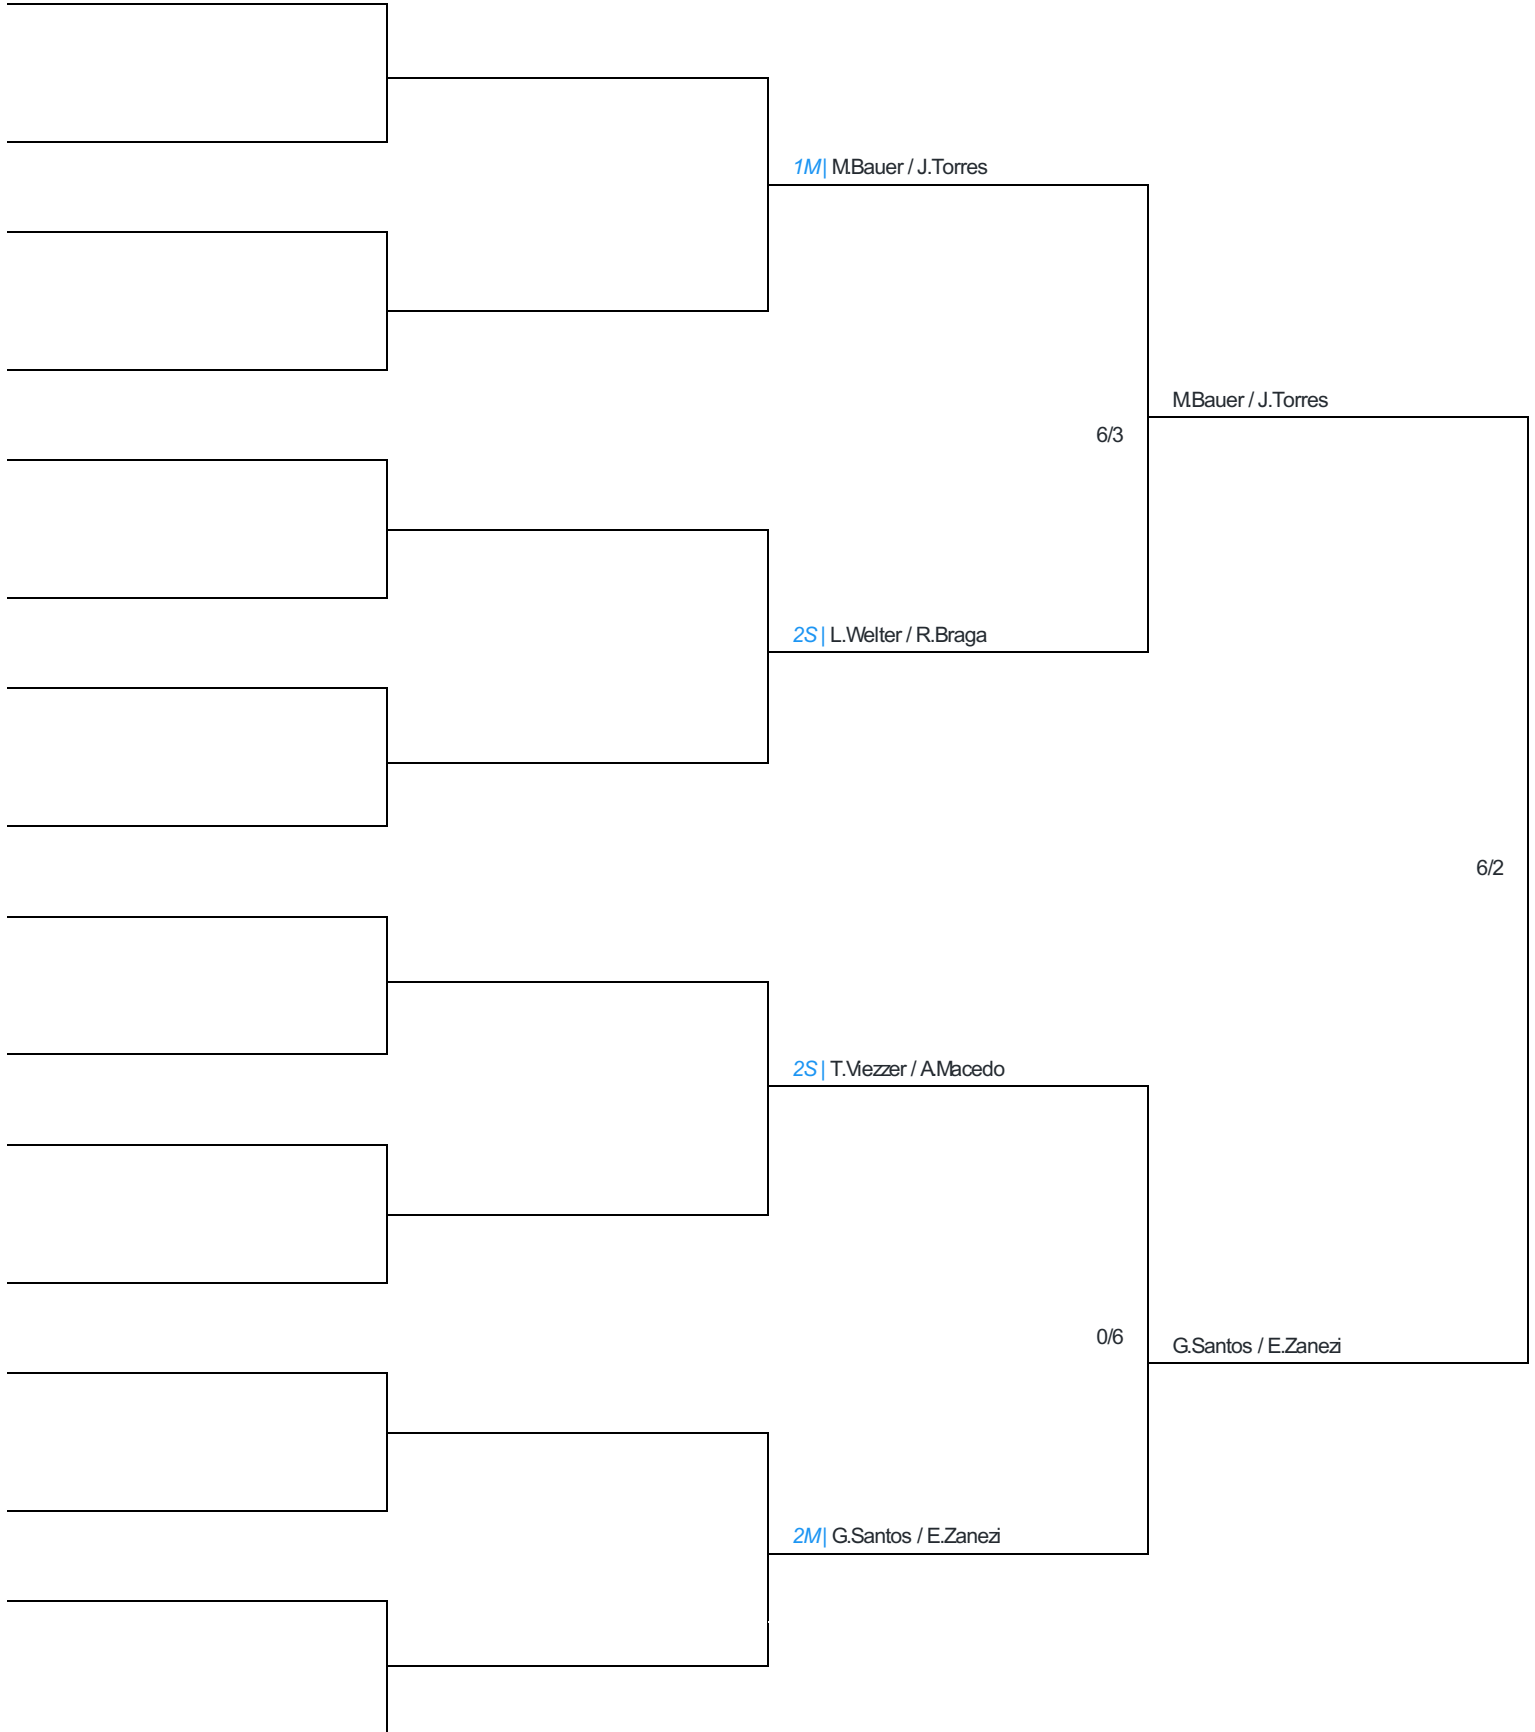 1M| M.Bauer / J.Torres
M.Bauer / J.Torres
6/3
2S| L.Welter / R.Braga
6/2
2S| T.Viezzer / A.Macedo
0/6
G.Santos / E.Zanezi
2M| G.Santos / E.Zanezi